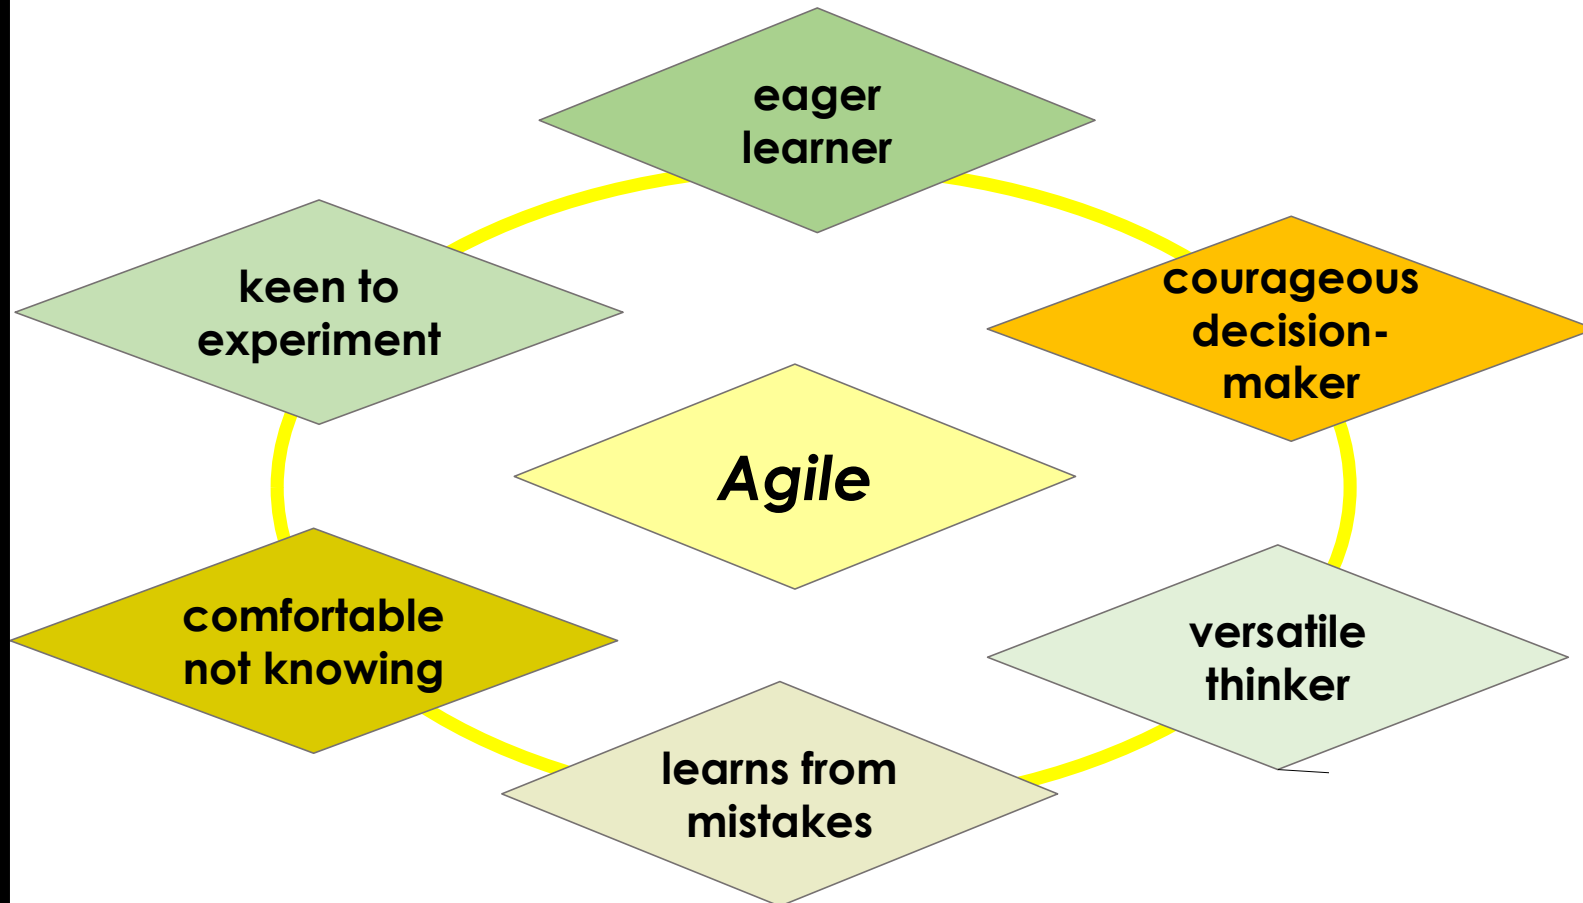 eager
learner
keen to
experiment
courageous
decision-
maker
Agile
comfortable
not knowing
versatile
thinker
learns from
mistakes